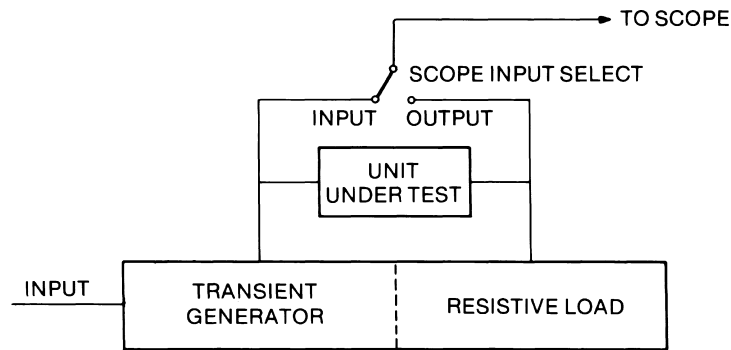 TO SCOPE
SCOPE INPUT SELECT
INPUT
OUTPUT
UNIT
UNDER TEST
INPUT
TRANSIENT
GENERATOR
RESISTIVE LOAD